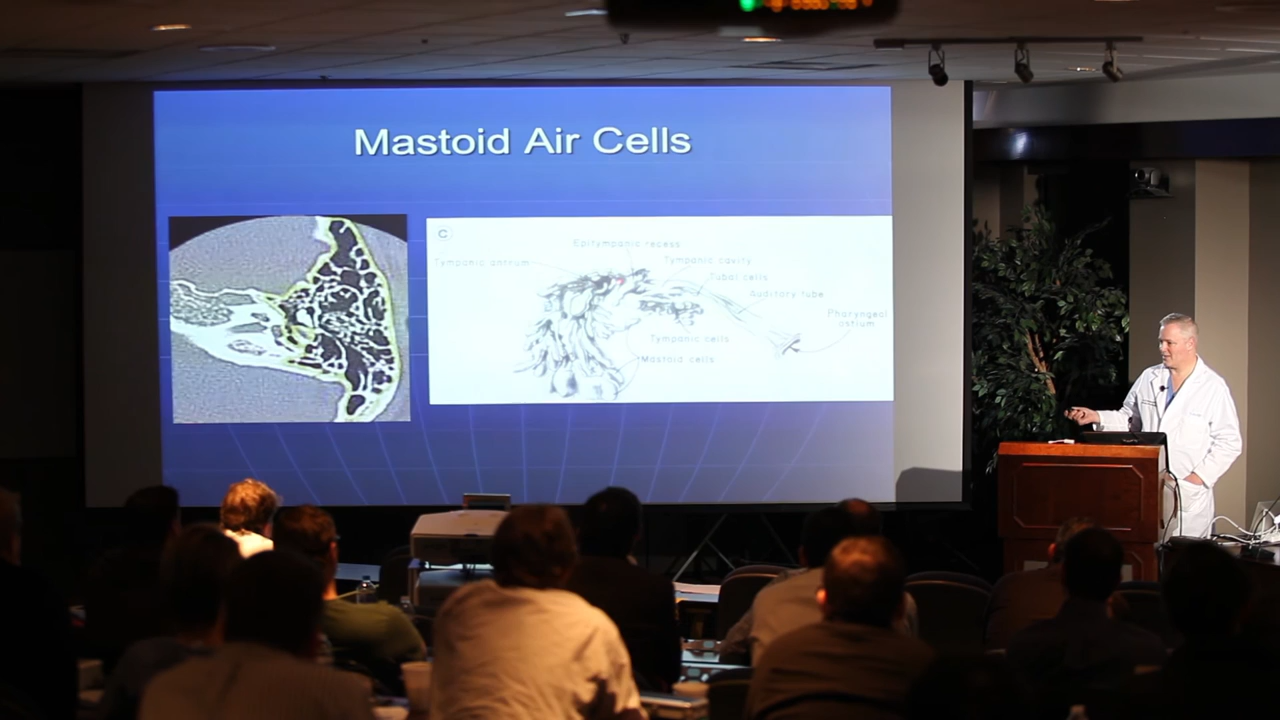 Mastoid Air Cells
C
Epitympanic recess
Tympanic antrum
Tympanic cavity
Tubal cells
Auditory tube
Pharyngeal
ostium
Tympanic cells
Mastoid cells